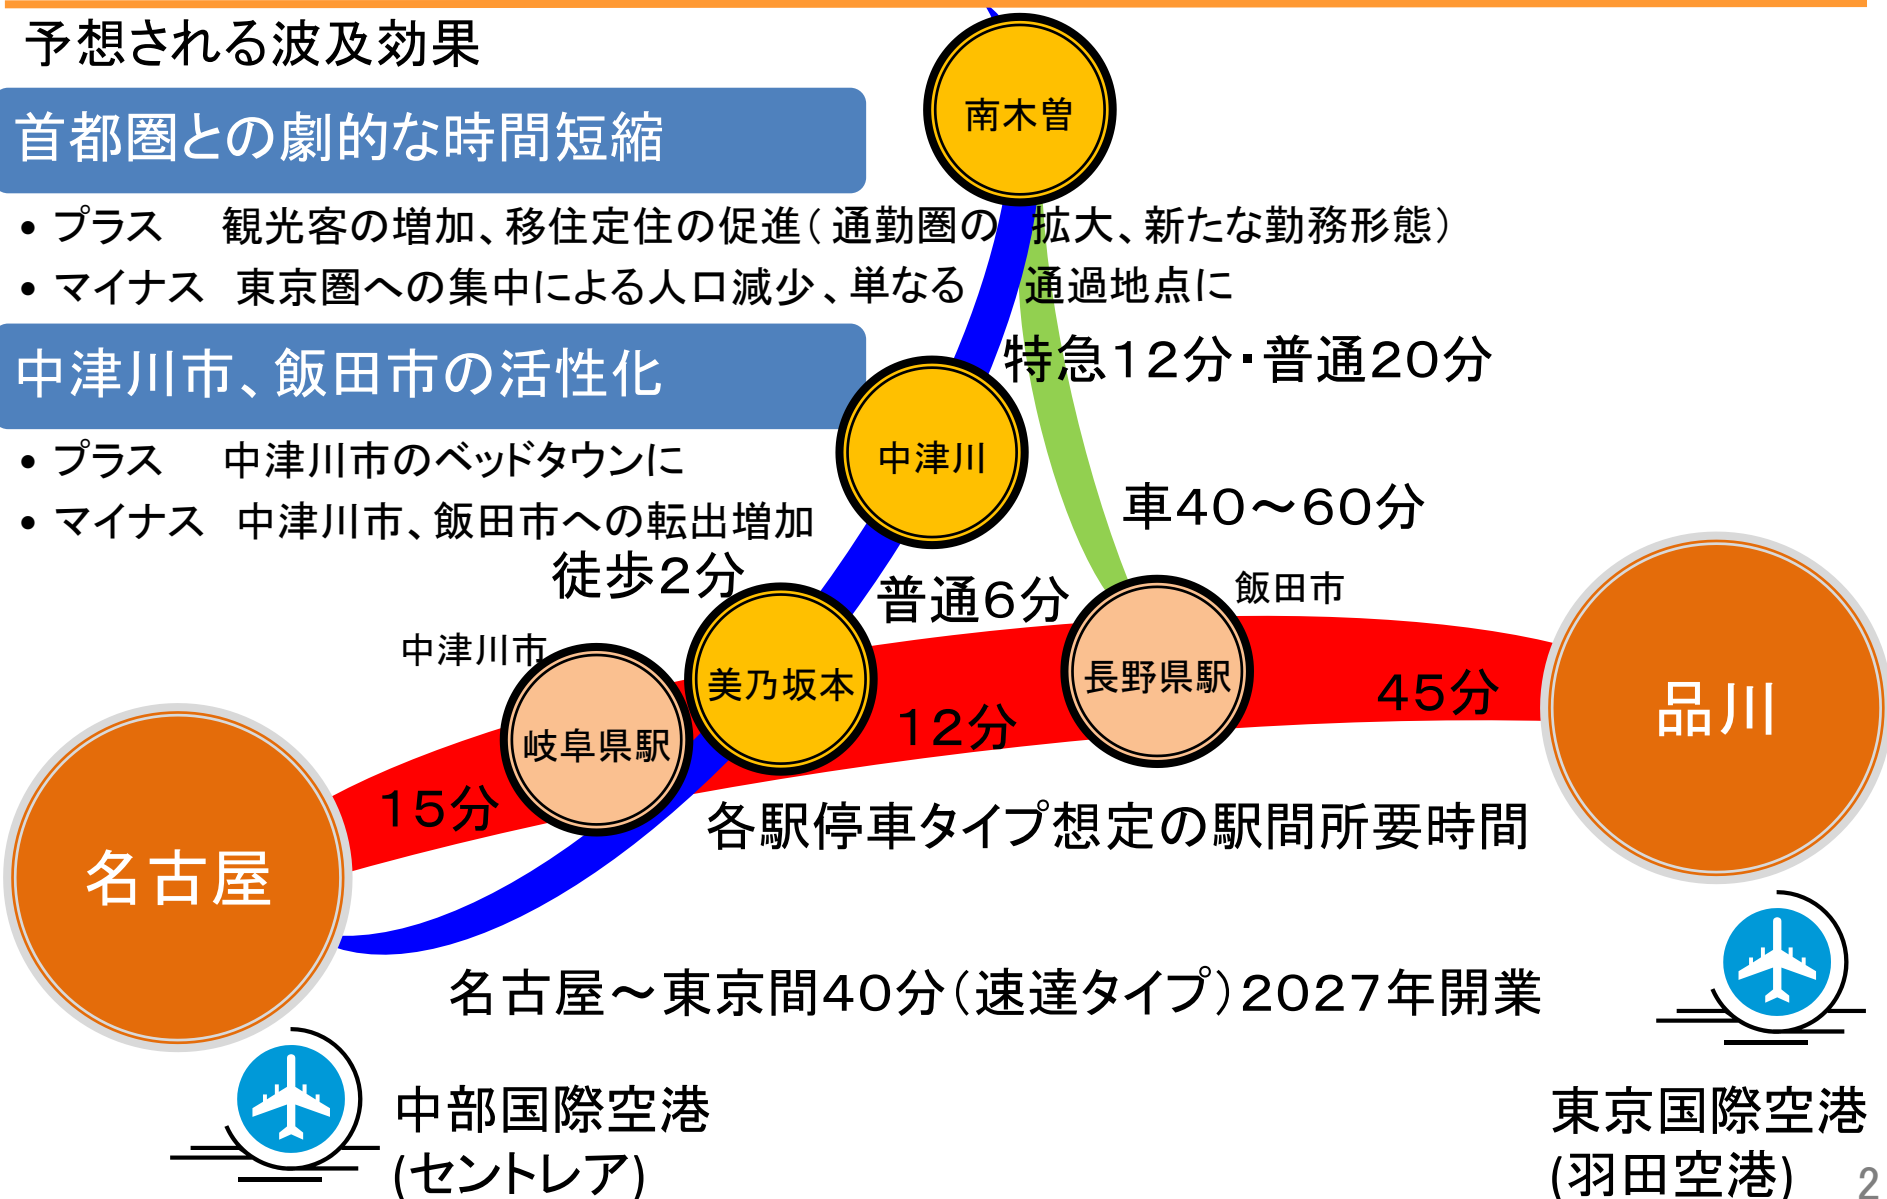 予想される波及効果
首都圏との劇的な時間短縮
• プラス　観光客の増加、移住定住の促進(通勤圏の　拡大、新たな勤務形態)
• マイナス　東京圏への集中による人口減少、単なる　通過地点に
中津川市、飯田市の活性化
• プラス　中津川市のベッドタウンに
• マイナス　中津川市、飯田市への転出増加
南木曽
特急12分・普通20分
中津川
車40～60分
徒歩2分
普通6分
飯田市
中津川市
美乃坂本
長野県駅
岐阜県駅
45分
品川
12分
15分
各駅停車タイプ想定の駅間所要時間
名古屋
名古屋～東京間40分(速達タイプ)2027年開業
中部国際空港
(セントレア)
東京国際空港
(羽田空港)
2